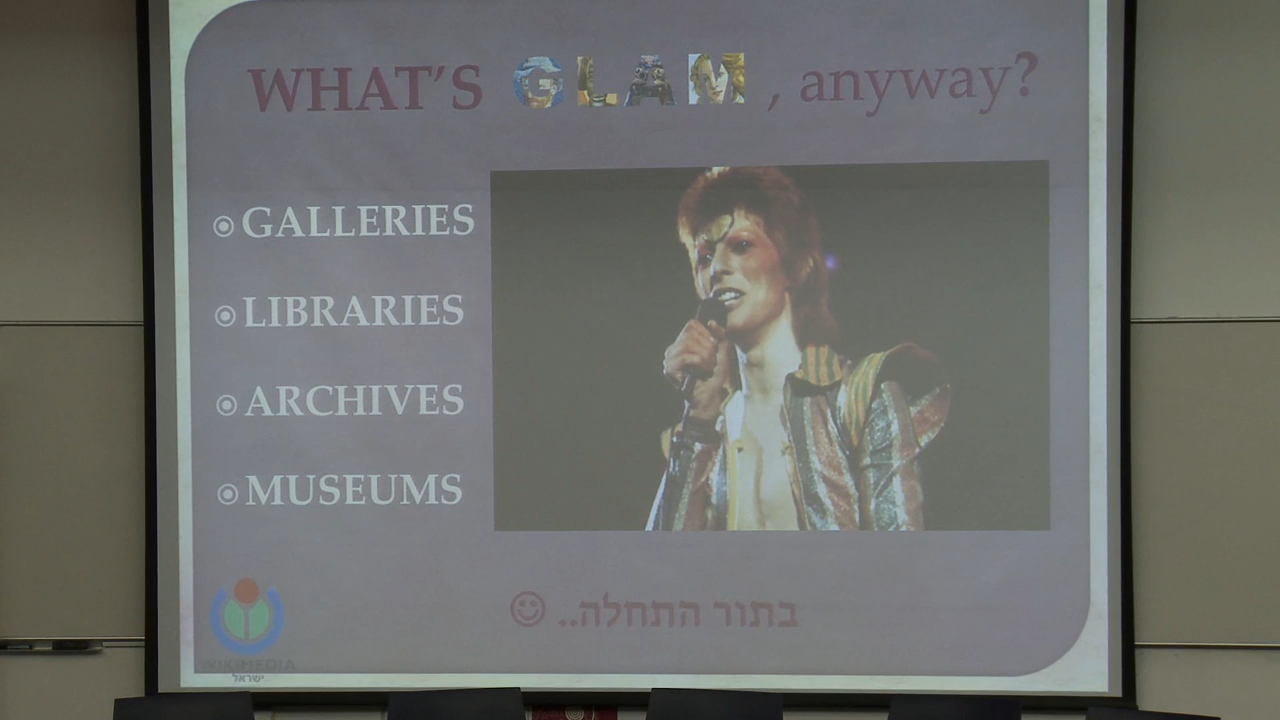 WHAT'S GLAM, anyway?
GALLERIES
LIBRARIES
ARCHIVES
MUSEUMS
בתור התחלה.. ☺
WIKIMEDIA
ישראל